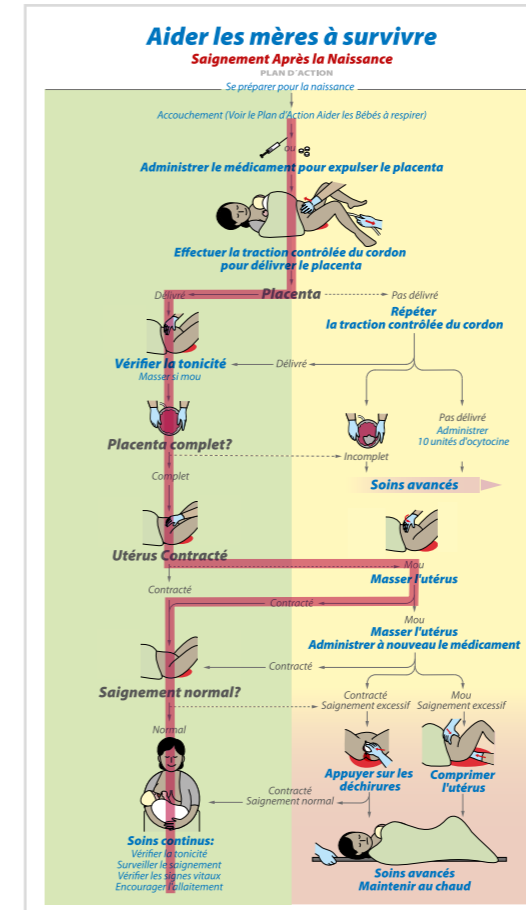 Aider les mères à survivre
Saignement Après la Naissance
PLAN D'ACTION
Se préparer pour la naissance
Accouchement (Voir le Plan d'Action Aider les Bébés à respirer)
ou
Administrer le médicament pour expulser le placenta
Effectuer la traction contrôlée du cordon
pour délivrer le placenta
Délivré
Placenta
Pas délivré
Répéter
la traction contrôlée du cordon
Vérifier la tonicité
Masser si mou
Délivré
Placenta complet?
Pas délivré
Administrer
10 unités d'ocytocine
Incomplet
Complet
Soins avancés
Utérus Contracté
Mou
Masser l'utérus
Contracté
Contracté
Mou
Masser l'utérus
Administrer à nouveau le médicament
Contracté
Saignement normal?
Contracté
Saignement excessif
Mou
Saignement excessif
Normal
Appuyer sur les
déchirures
Comprimer
l'utérus
Contracté
Saignement normal
Soins continus:
Vérifier la tonicité
Surveiller le saignement
Vérifier les signes vitaux
Encourager l'allaitement
Soins avancés
Maintenir au chaud